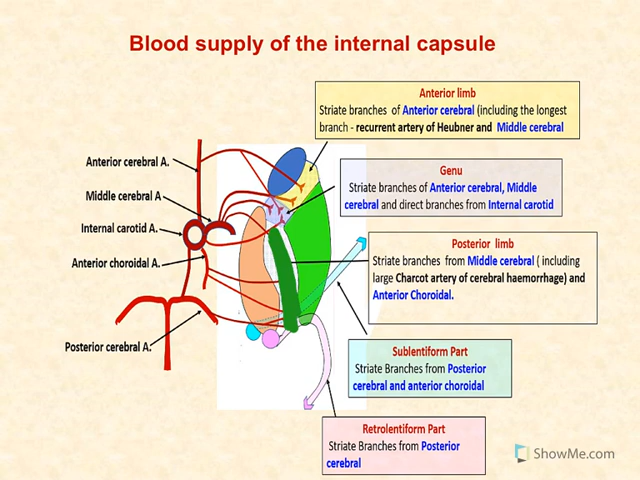 Blood supply of the internal capsule
Anterior limb
Striate branches of Anterior cerebral (including the longest
branch - recurrent artery of Heubner and Middle cerebral
Anterior cerebral A.
Middle cerebral A
Internal carotid A.
Anterior choroidal A.
Posterior cerebral A.
Genu
Striate branches of Anterior cerebral, Middle
cerebral and direct branches from Internal carotid
Posterior limb
Striate branches from Middle cerebral ( including
large Charcot artery of cerebral haemorrhage) and
Anterior Choroidal.
Sublentiform Part
Striate Branches from Posterior
cerebral and anterior choroidal
Retrolentiform Part
Striate Branches from Posterior
cerebral
ShowMe.com